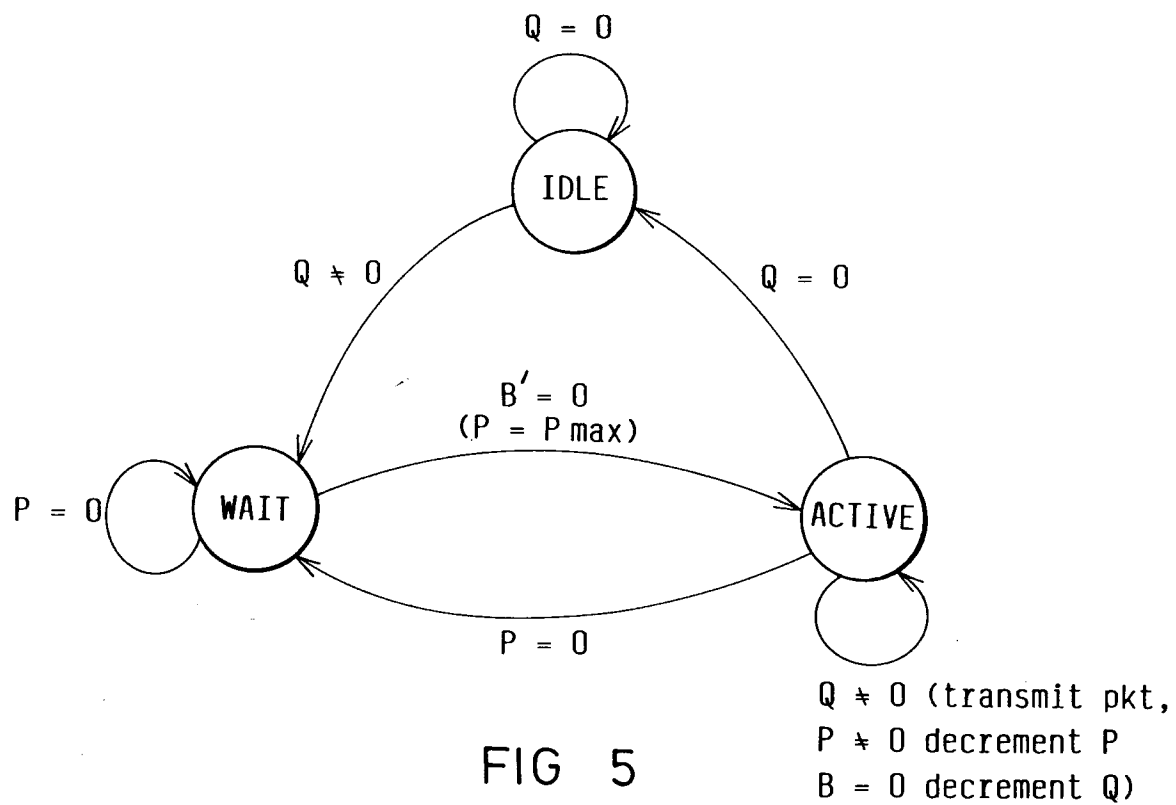 Q = 0
IDLE
Q ≠ 0
Q = 0
B' = 0
(P = P max)
P = 0
WAIT
ACTIVE
P = 0
Q ≠ 0 (transmit pkt,
P ≠ 0 decrement P
B = 0 decrement Q)
FIG 5